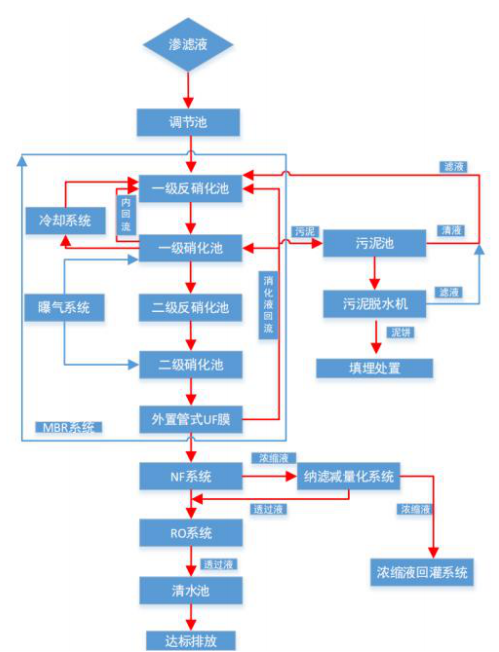 渗滤液
调节池
滤液
一级反硝化池
内回流
冷却系统
污泥
污泥池
清液
一级硝化池
消化液回流
曝气系统
二级反硝化池
污泥脱水机
滤液
泥饼
二级硝化池
填埋处置
外置管式UF膜
MBR系统
浓缩液
NF系统
纳滤减量化系统
透过液
浓缩液
RO系统
透过液
浓缩液回灌系统
清水池
达标排放